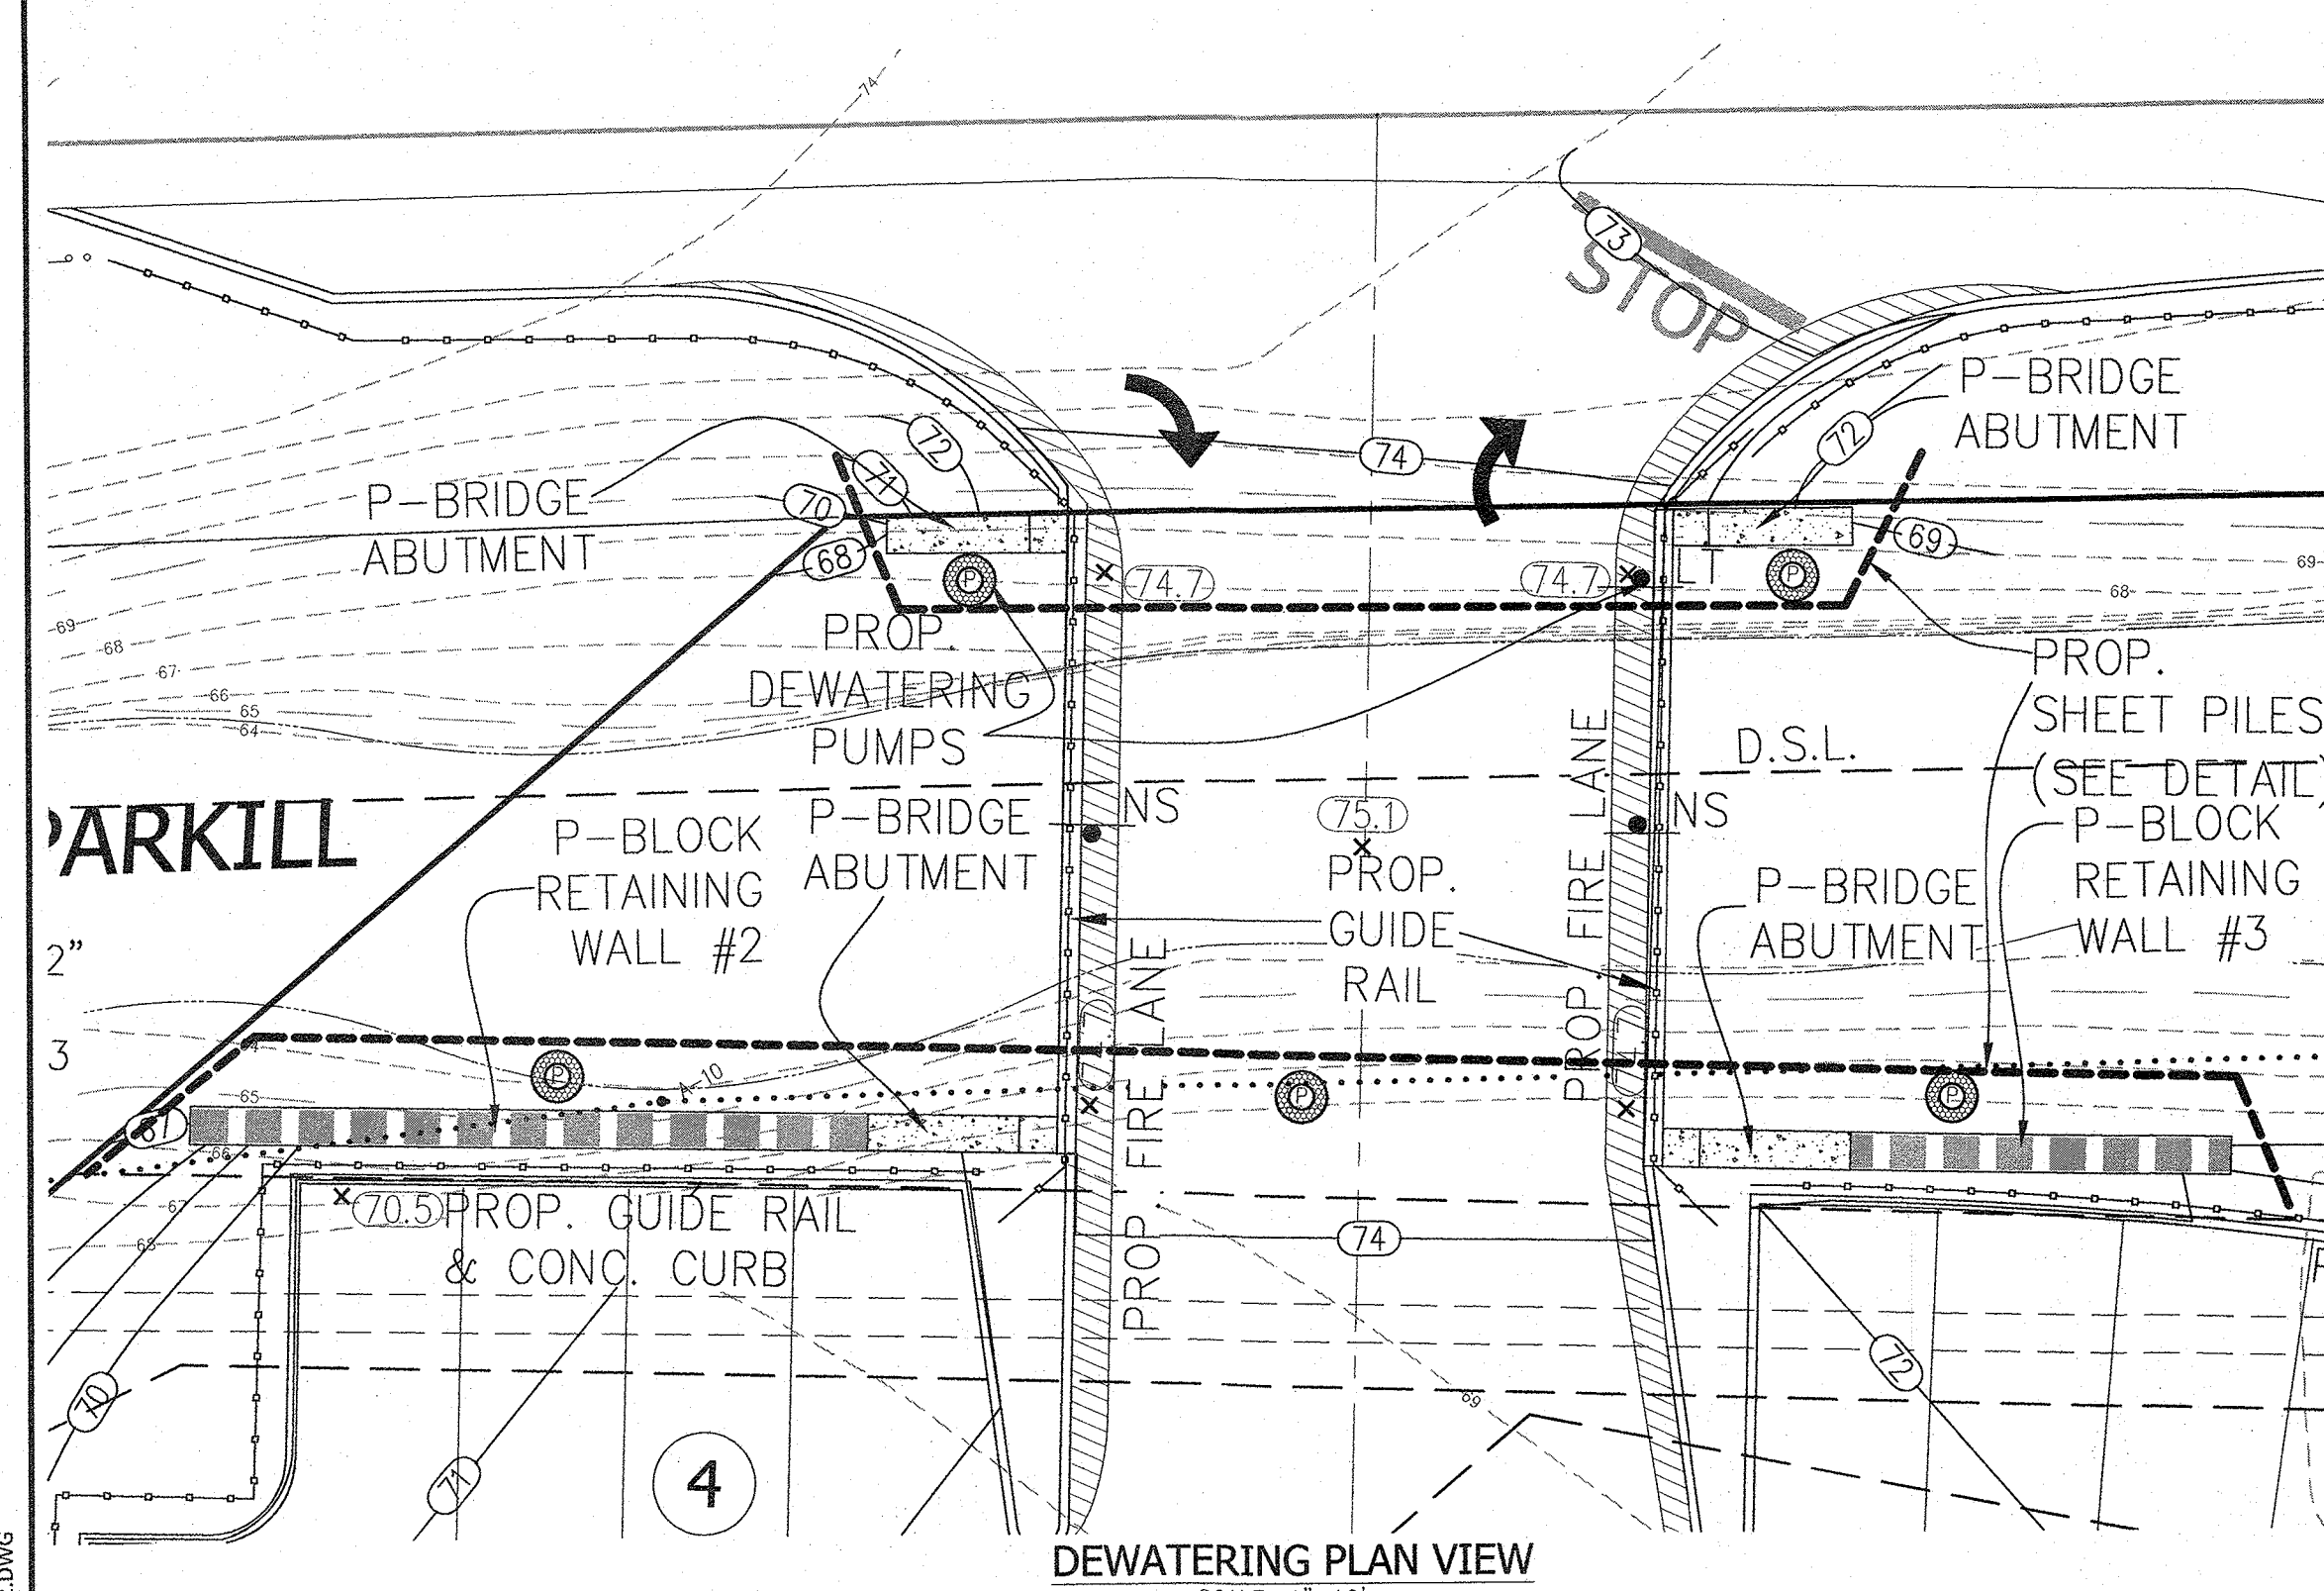 74
73
STOP
P-BRIDGE
ABUTMENT
72
72
74
71
70
P-BRIDGE
ABUTMENT
68
69
69
P
P
LT
74.7
74.7
68
69
68
67
66
65
64
PROP.
DEWATERING
PUMPS
PROP.
SHEET PILES
(SEE DETAIL)
D.S.L.
NS
NS
75.1
P-BLOCK
RETAINING
WALL #2
P-BRIDGE
ABUTMENT
PROP.
GUIDE
RAIL
PROP. FIRE LANE
PROP. FIRE LANE
P-BRIDGE
ABUTMENT
P-BLOCK
RETAINING
WALL #3
PARKILL
2"
3
A-10
P
P
P
65
66
67
67
68
70.5
PROP. GUIDE RAIL
& CONC. CURB
74
72
69
70
71
4
DEWATERING PLAN VIEW
.DWG